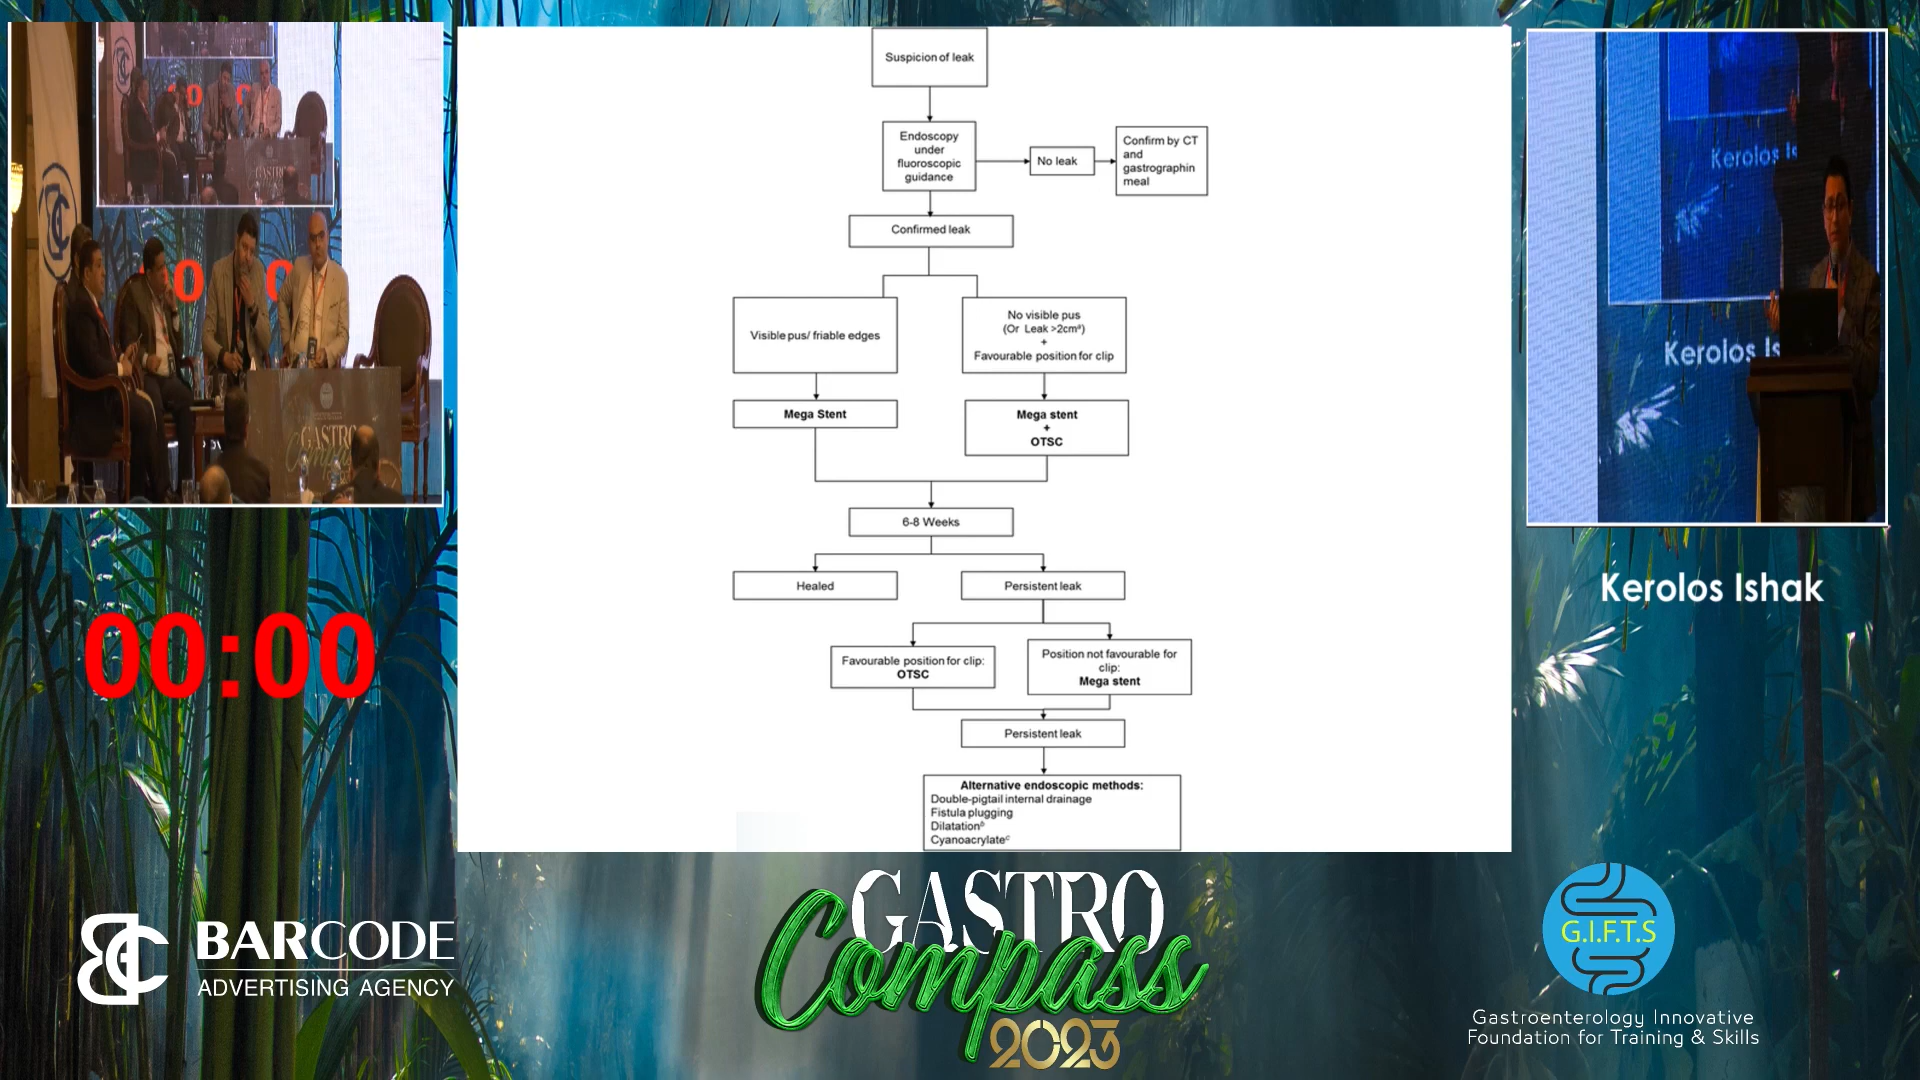 Suspicion of leak
Endoscopy
under
fluoroscopic
guidance
No leak
Confirm by CT
and
gastrographin
meal
Confirmed leak
Visible pus/ friable edges
No visible pus
(Or Leak >2cmᵃ)
+
Favourable position for clip
Mega Stent
Mega stent
+
OTSC
6-8 Weeks
Healed
Persistent leak
Favourable position for clip:
OTSC
Position not favourable for
clip:
Mega stent
Persistent leak
Alternative endoscopic methods:
Double-pigtail internal drainage
Fistula plugging
Dilatationᵇ
Cyanoacrylateᶜ
GASTRO
Kerolos Is
Kerolos Is
Kerolos Ishak
00:00
BARCODE
ADVERTISING AGENCY
GASTRO
Compass
2023
G.I.F.T.S
Gastroenterology Innovative
Foundation for Training & Skills